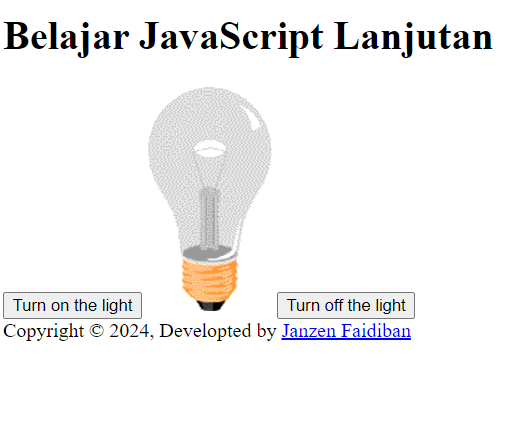 Belajar JavaScript Lanjutan
Turn on the light Turn off the light
Copyright © 2024, Developted by Janzen Faidiban